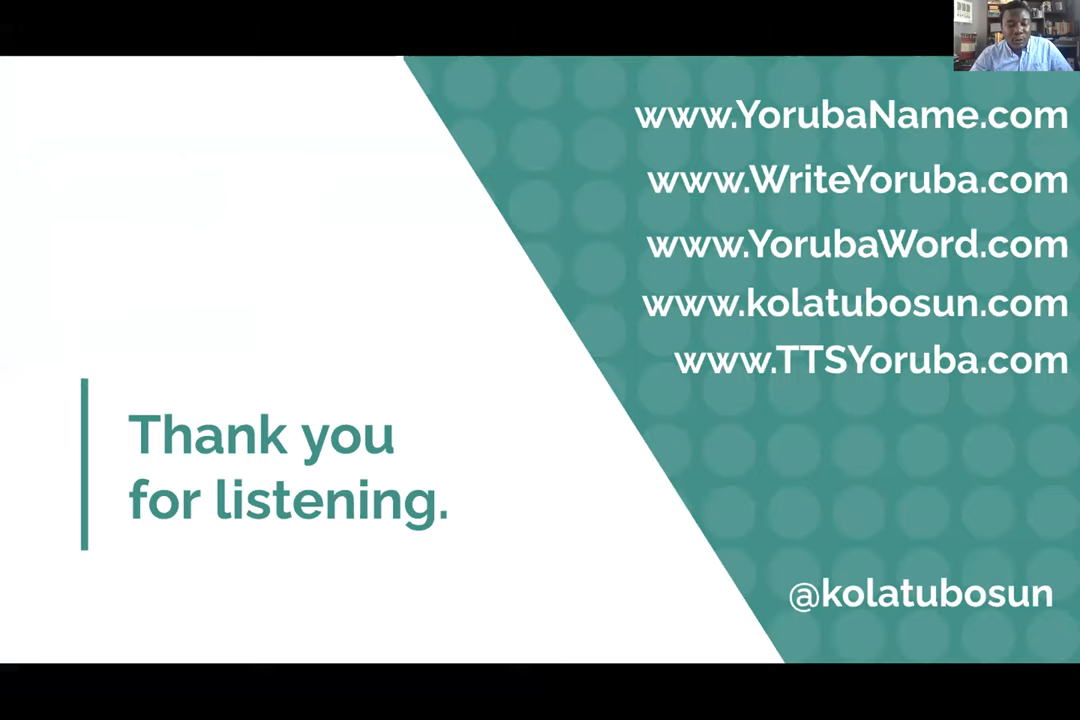 www.YorubaName.com
www.WriteYoruba.com
www.YorubaWord.com
www.kolatubosun.com
www.TTSYoruba.com
Thank you
for listening.
@kolatubosun